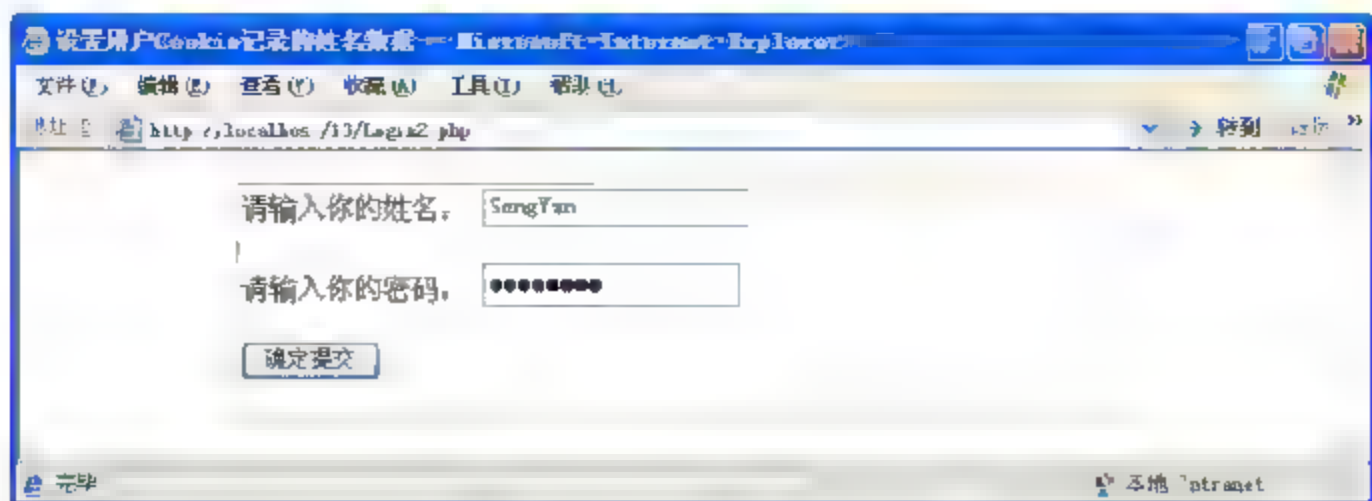 设置用户Cookie记录的姓名数据 - Microsoft Internet Explorer
文件(F) 编辑(E) 查看(V) 收藏(A) 工具(T) 帮助(H)
地址 http://localhost/13/Login2.php 转到
请输入你的姓名:
请输入你的密码: ●●●●●●●●
确定提交
完毕 本地 Intranet